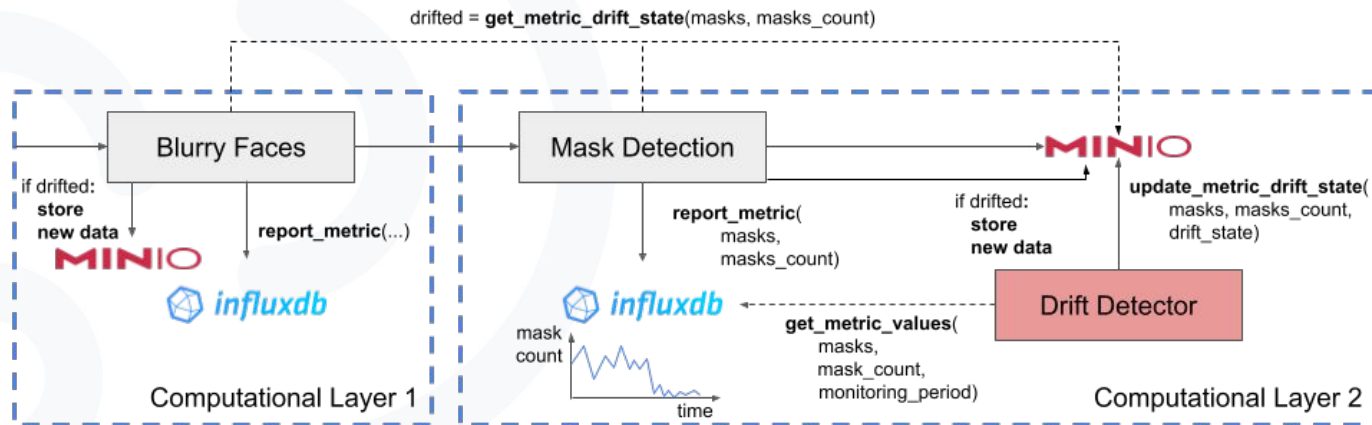 drifted = get_metric_drift_state(masks, masks_count)
Blurry Faces
if drifted:
store
new data
MINIO
report_metric(...)
influxdb
Computational Layer 1
Mask Detection
report_metric(
masks,
masks_count)
influxdb
mask
count
time
if drifted:
store
new data
MINIO
update_metric_drift_state(
masks, masks_count,
drift_state)
Drift Detector
get_metric_values(
masks,
mask_count,
monitoring_period)
Computational Layer 2